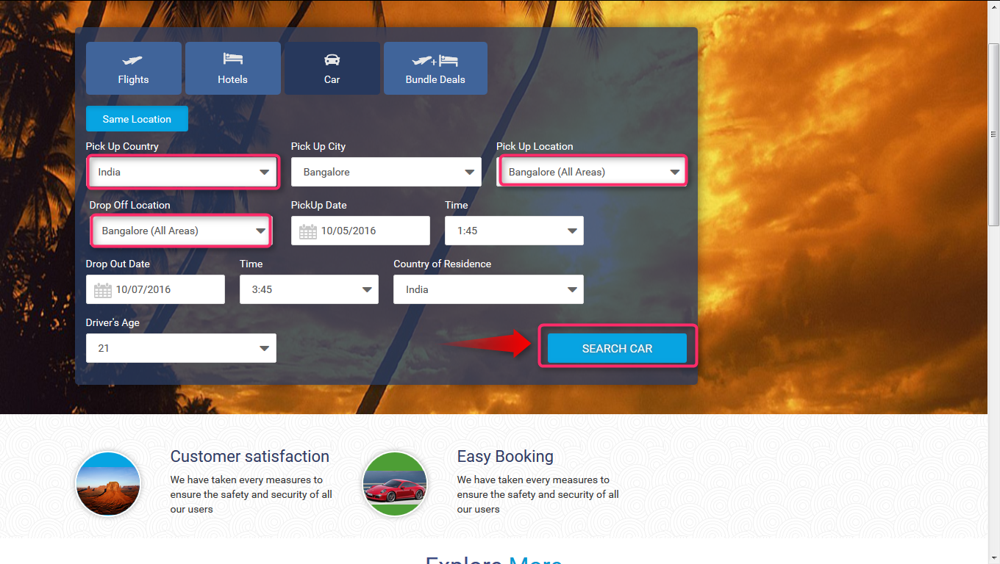 Flights
Hotels
Car
+
Bundle Deals
Same Location
Pick Up Country
Pick Up City
Pick Up Location
India
Bangalore
Bangalore (All Areas)
Drop Off Location
PickUp Date
Time
Bangalore (All Areas)
10/05/2016
1:45
Drop Out Date
Time
Country of Residence
10/07/2016
3:45
India
Driver's Age
21
SEARCH CAR
Customer satisfaction
We have taken every measures to
ensure the safety and security of all
our users
Easy Booking
We have taken every measures to
ensure the safety and security of all
our users
Explore More